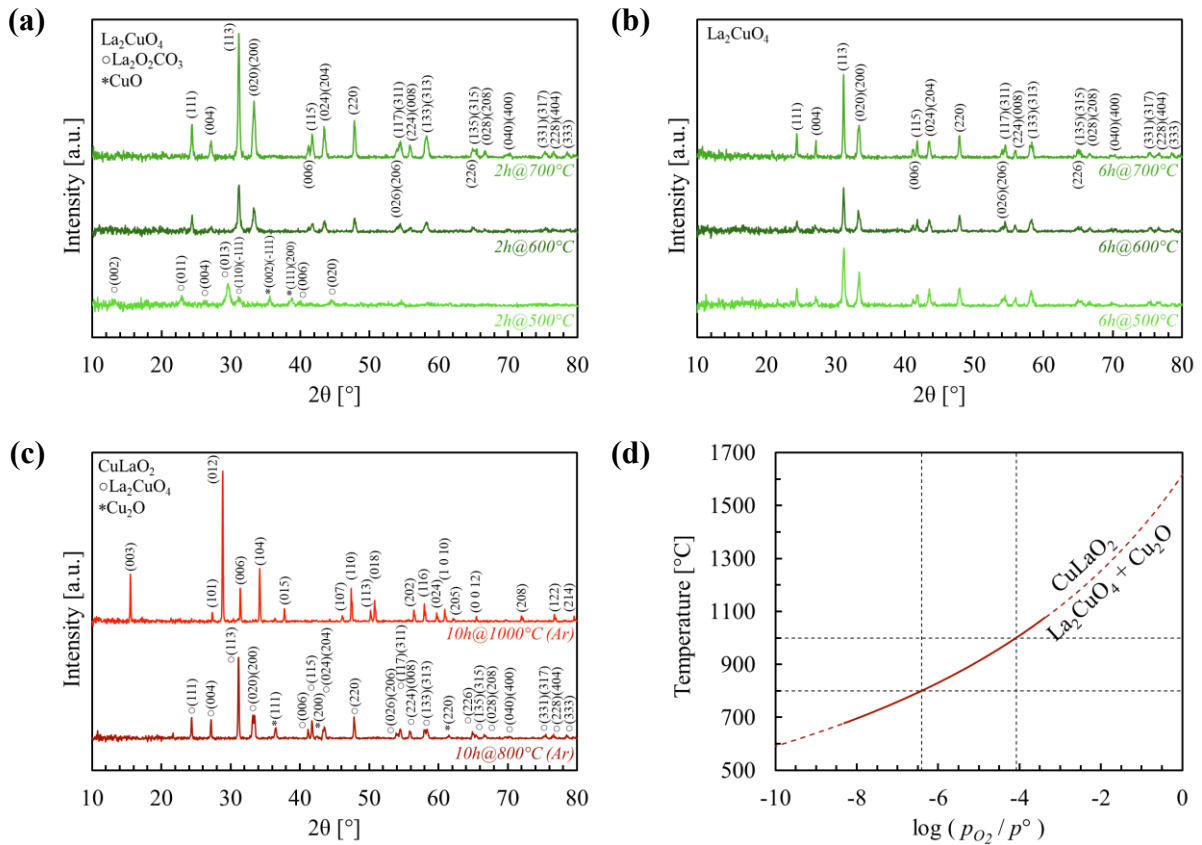 (a)
La₂CuO₄
○La₂O₂CO₃
*CuO
(111)
(004)
(113)
(020)(200)
(006)
(115)
(024)(204)
(220)
(026)(206)
(117)(311)
(224)(008)
(133)(313)
(226)
(135)(315)
(028)(208)
(040)(400)
(331)(317)
(228)(404)
(333)
2h@700°C
2h@600°C
○(002)
○(011)
○(004)
○(013)
○(110)(-111)
*(002)(-111)
*(111)(200)
○(006)
○(020)
2h@500°C
Intensity [a.u.]
10 20 30 40 50 60 70 80
2θ [°]
(b)
La₂CuO₄
(111)
(004)
(113)
(020)(200)
(006)
(115)
(024)(204)
(220)
(026)(206)
(117)(311)
(224)(008)
(133)(313)
(226)
(135)(315)
(028)(208)
(040)(400)
(331)(317)
(228)(404)
(333)
6h@700°C
6h@600°C
6h@500°C
Intensity [a.u.]
10 20 30 40 50 60 70 80
2θ [°]
(c)
CuLaO₂
○La₂CuO₄
*Cu₂O
(003)
(101)
(012)
(006)
(104)
(015)
(107)
(110)
(113)
(018)
(202)
(116)
(024)
(1 0 10)
(205)
(0 0 12)
(208)
(122)
(214)
10h@1000°C (Ar)
○(111)
○(004)
○(113)
○(020)(200)
*(111)
○(006)
○(115)
*(200)
○(024)(204)
○(220)
○(026)(206)
○(117)(311)
○(224)(008)
○(133)(313)
*(220)
○(226)
○(135)(315)
○(028)(208)
○(040)(400)
○(331)(317)
○(228)(404)
○(333)
10h@800°C (Ar)
Intensity [a.u.]
10 20 30 40 50 60 70 80
2θ [°]
(d)
1700
1500
1300
1100
900
700
500
Temperature [°C]
CuLaO₂
La₂CuO₄ + Cu₂O
-10 -8 -6 -4 -2 0
log ( p_O₂ / p° )